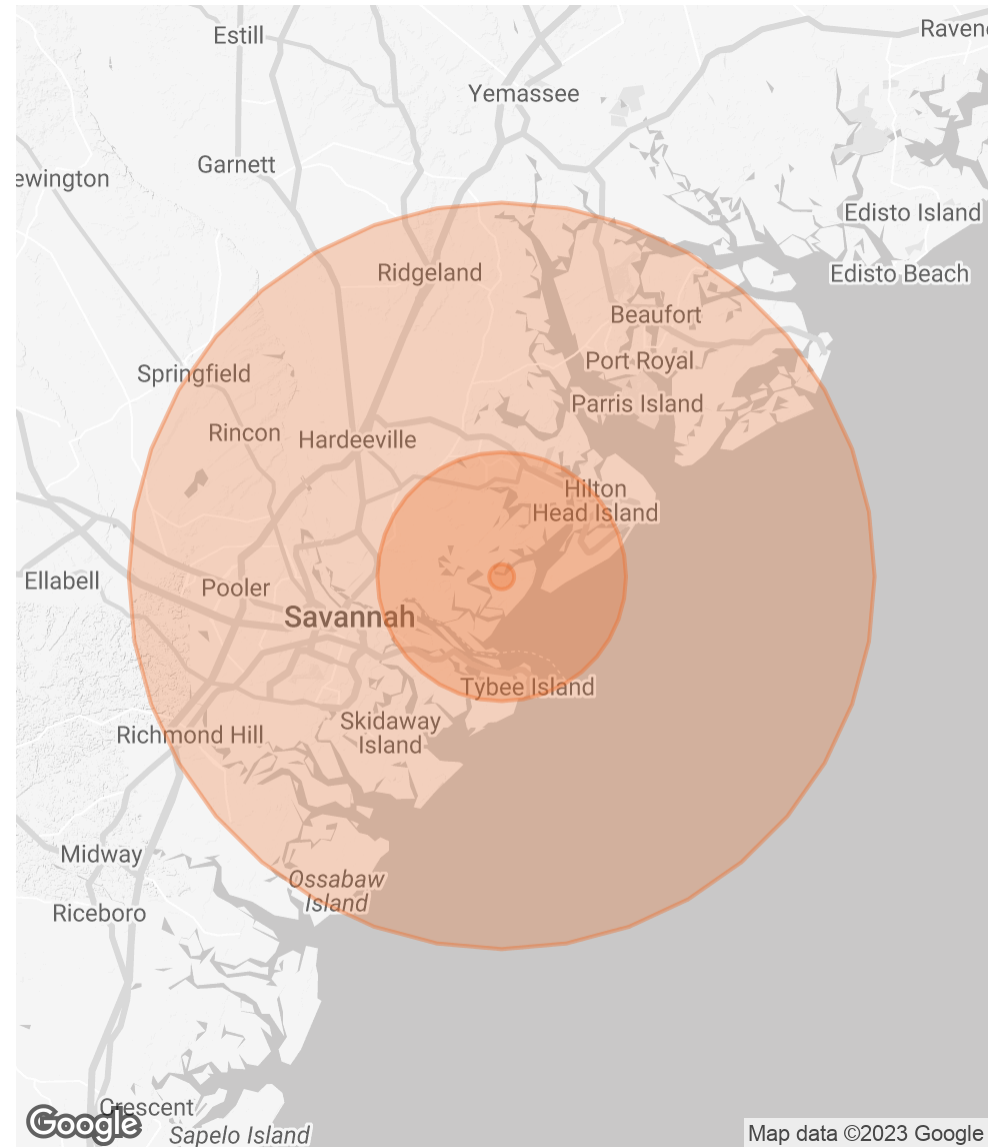 Estill
Raven
Yemassee
Garnett
ewington
Edisto Island
Edisto Beach
Ridgeland
Beaufort
Port Royal
Springfield
Parris Island
Rincon
Hardeeville
Hilton
Head Island
Ellabell
Pooler
Savannah
Tybee Island
Skidaway
Island
Richmond Hill
Midway
Ossabaw
Island
Riceboro
Crescent
Google
Sapelo Island
Map data ©2023 Google